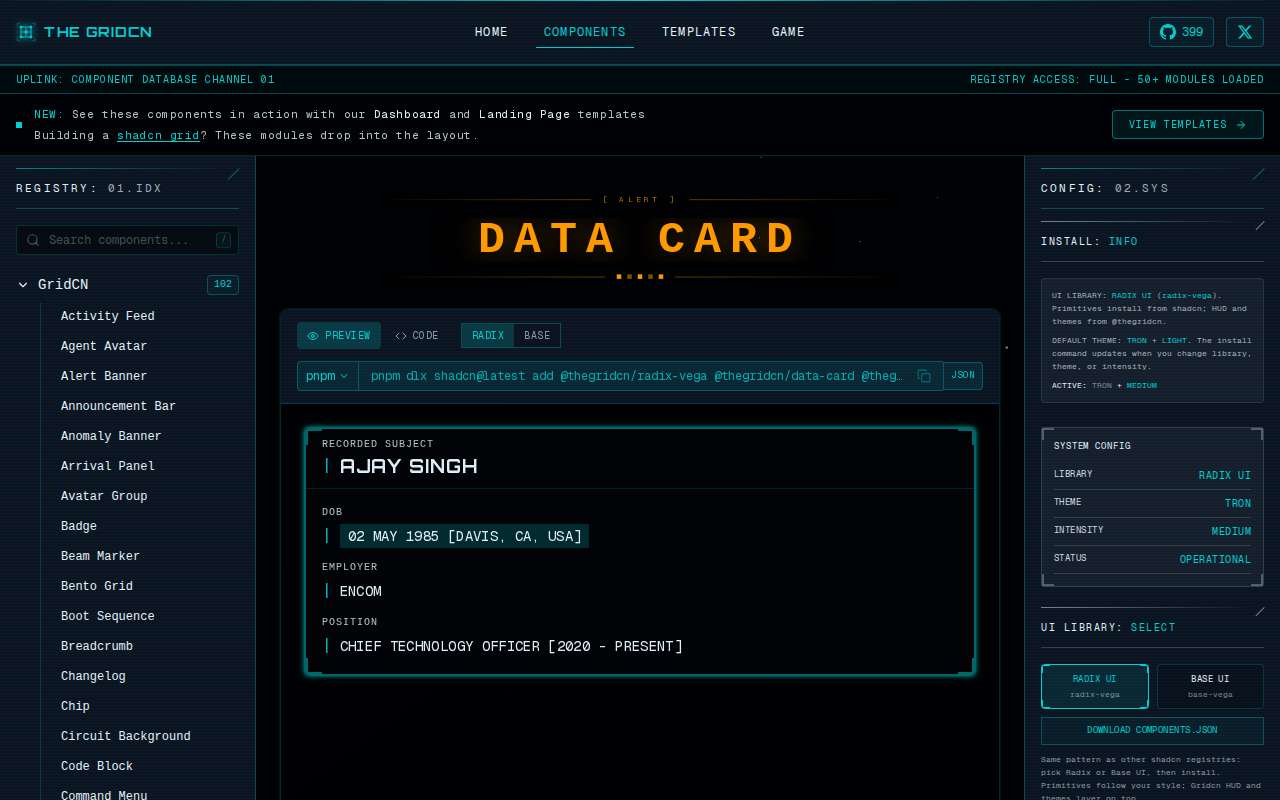 THE GRIDCN
HOME
COMPONENTS
TEMPLATES
GAME
399
UPLINK: COMPONENT DATABASE CHANNEL 01
REGISTRY ACCESS: FULL - 50+ MODULES LOADED
NEW: See these components in action with our Dashboard and Landing Page templates
Building a shadcn grid? These modules drop into the layout.
VIEW TEMPLATES →
REGISTRY: 01.IDX
Search components...
/
GridCN
102
Activity Feed
Agent Avatar
Alert Banner
Announcement Bar
Anomaly Banner
Arrival Panel
Avatar Group
Badge
Beam Marker
Bento Grid
Boot Sequence
Breadcrumb
Changelog
Chip
Circuit Background
Code Block
Command Menu
[ ALERT ]
DATA CARD
PREVIEW
CODE
RADIX
BASE
pnpm
pnpm dlx shadcn@latest add @thegridcn/radix-vega @thegridcn/data-card @theg…
JSON
RECORDED SUBJECT
AJAY SINGH
DOB
02 MAY 1985 [DAVIS, CA, USA]
EMPLOYER
ENCOM
POSITION
CHIEF TECHNOLOGY OFFICER [2020 - PRESENT]
CONFIG: 02.SYS
INSTALL: INFO
UI LIBRARY: RADIX UI (radix-vega).
Primitives install from shadcn; HUD and
themes from @thegridcn.
DEFAULT THEME: TRON + LIGHT. The install
command updates when you change library,
theme, or intensity.
ACTIVE: TRON + MEDIUM
SYSTEM CONFIG
LIBRARY
RADIX UI
THEME
TRON
INTENSITY
MEDIUM
STATUS
OPERATIONAL
UI LIBRARY: SELECT
RADIX UI
radix-vega
BASE UI
base-vega
DOWNLOAD COMPONENTS.JSON
Same pattern as other shadcn registries:
pick Radix or Base UI, then install.
Primitives follow your style; Gridcn HUD and
themes layer on top.